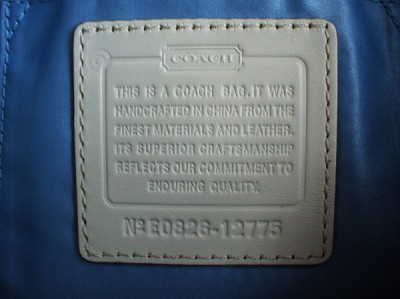 COACH
THIS IS A COACH BAG. IT WAS
HANDCRAFTED IN CHINA FROM THE
FINEST MATERIALS AND LEATHER.
ITS SUPERIOR CRAFTSMANSHIP
REFLECTS OUR COMMITMENT TO
ENDURING QUALITY.
Nº E0826-12775